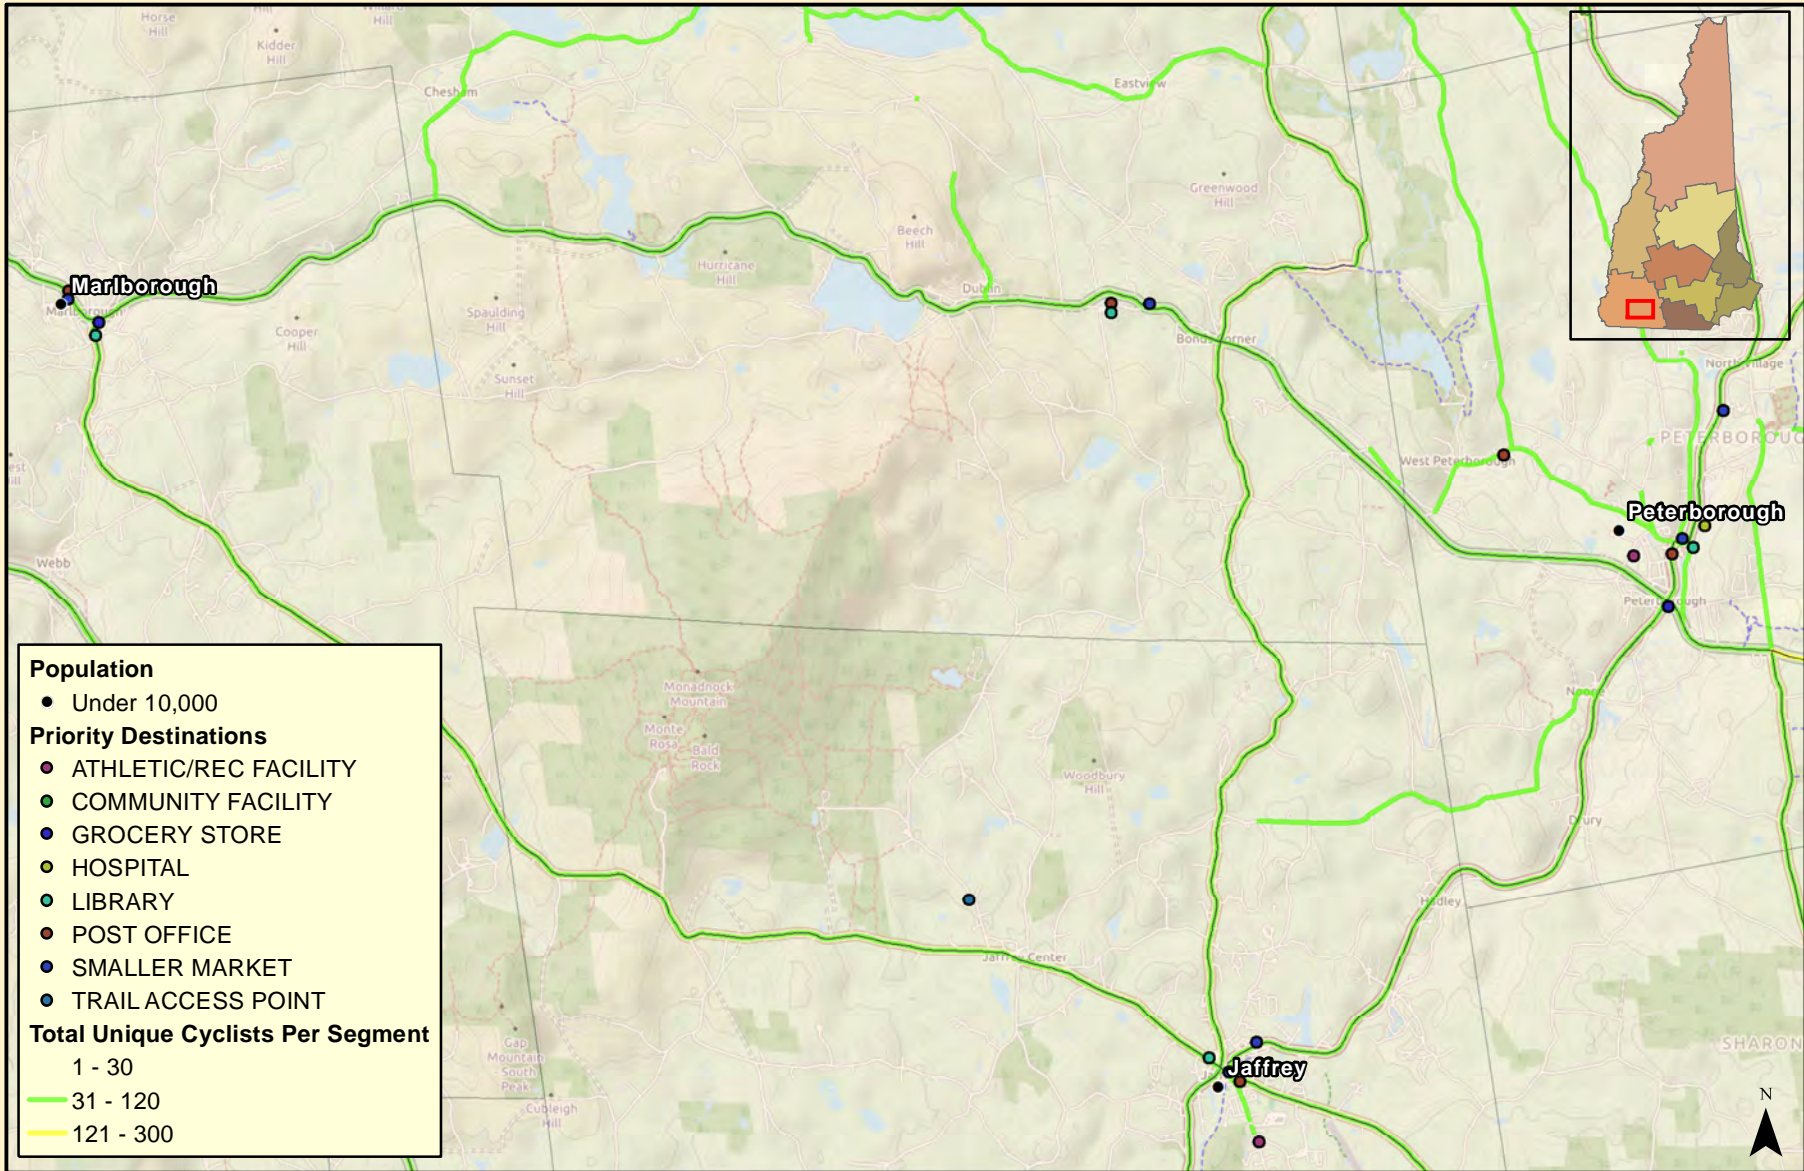 Horse
Hill
Kidder
Hill
Hill
Chesham
Eastview
Greenwood
Hill
Beech
Hill
Hurricane
Hill
Marlborough
Marlborough
Spaulding
Hill
Cooper
Hill
Dublin
Bonds Corner
Sunset
Hill
North Village
PETERBOROUG
West Peterborough
Hill
Peterborough
Peterborough
Webb
Monadnock
Mountain
Monte
Rosa
Bald
Rock
Woodbury
Hill
Noone
Drury
Hadley
Jaffrey Center
SHARON
Gap
Mountain
- South
Peak
Cubleigh
Hill
Jaffrey
N
Population
Under 10,000
Priority Destinations
ATHLETIC/REC FACILITY
COMMUNITY FACILITY
GROCERY STORE
HOSPITAL
LIBRARY
POST OFFICE
SMALLER MARKET
TRAIL ACCESS POINT
Total Unique Cyclists Per Segment
1 - 30
31 - 120
121 - 300